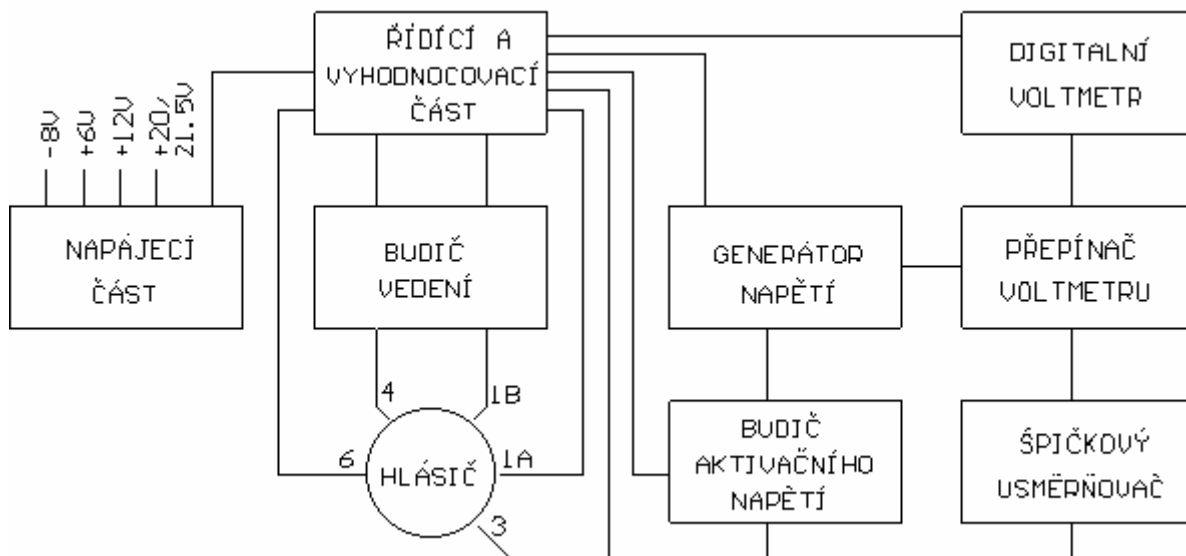 ŘÍDÍCÍ A
VYHODNOCOVACÍ
ČÁST
DIGITALNÍ
VOLTMETR
-8V
+6V
+12V
+20/
21.5V
NAPÁJECÍ
ČÁST
BUDIČ
VEDENÍ
GENERÁTOR
NAPĚTÍ
PŘEPÍNAČ
VOLTMETRU
4
1B
6
HLÁSIČ
1A
3
BUDIČ
AKTIVAČNÍHO
NAPĚTÍ
ŠPIČKOVÝ
USMĚRŇOVAČ